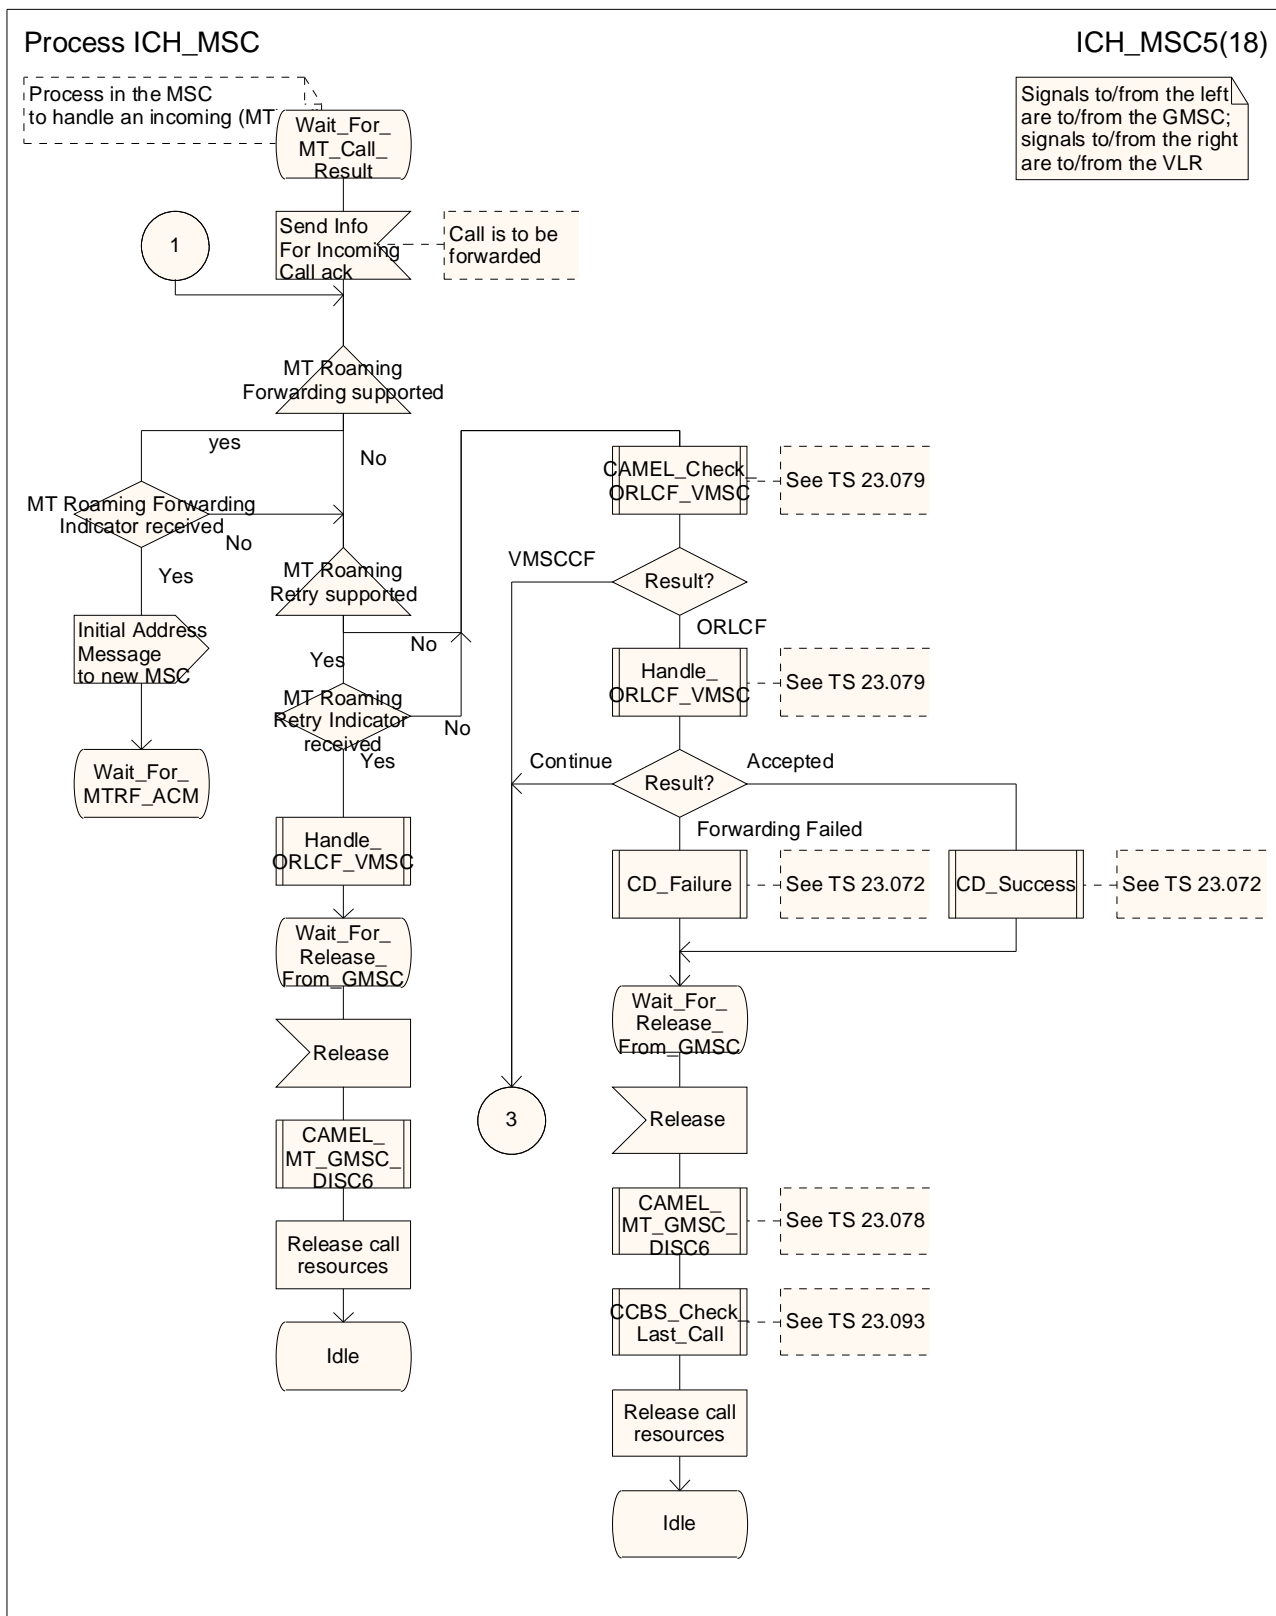 Process ICH_MSC
ICH_MSC5(18)
Process in the MSC
to handle an incoming (MT
Signals to/from the left
are to/from the GMSC;
signals to/from the right
are to/from the VLR
Wait_For_
MT_Call_
Result
1
Send Info
For Incoming
Call ack
Call is to be
forwarded
MT Roaming
Forwarding supported
yes
No
MT Roaming Forwarding
Indicator received
No
Yes
Initial Address
Message
to new MSC
Wait_For_
MTRF_ACM
MT Roaming
Retry supported
No
Yes
MT Roaming
Retry Indicator
received
No
Yes
Handle_
ORLCF_VMSC
Wait_For_
Release_
From_GMSC
Release
CAMEL_
MT_GMSC_
DISC6
Release call
resources
Idle
CAMEL_Check_
ORLCF_VMSC
See TS 23.079
VMSCCF
Result?
ORLCF
Handle_
ORLCF_VMSC
See TS 23.079
Continue
Result?
Accepted
Forwarding Failed
CD_Failure
See TS 23.072
CD_Success
See TS 23.072
Wait_For_
Release_
From_GMSC
3
Release
CAMEL_
MT_GMSC_
DISC6
See TS 23.078
CCBS_Check_
Last_Call
See TS 23.093
Release call
resources
Idle